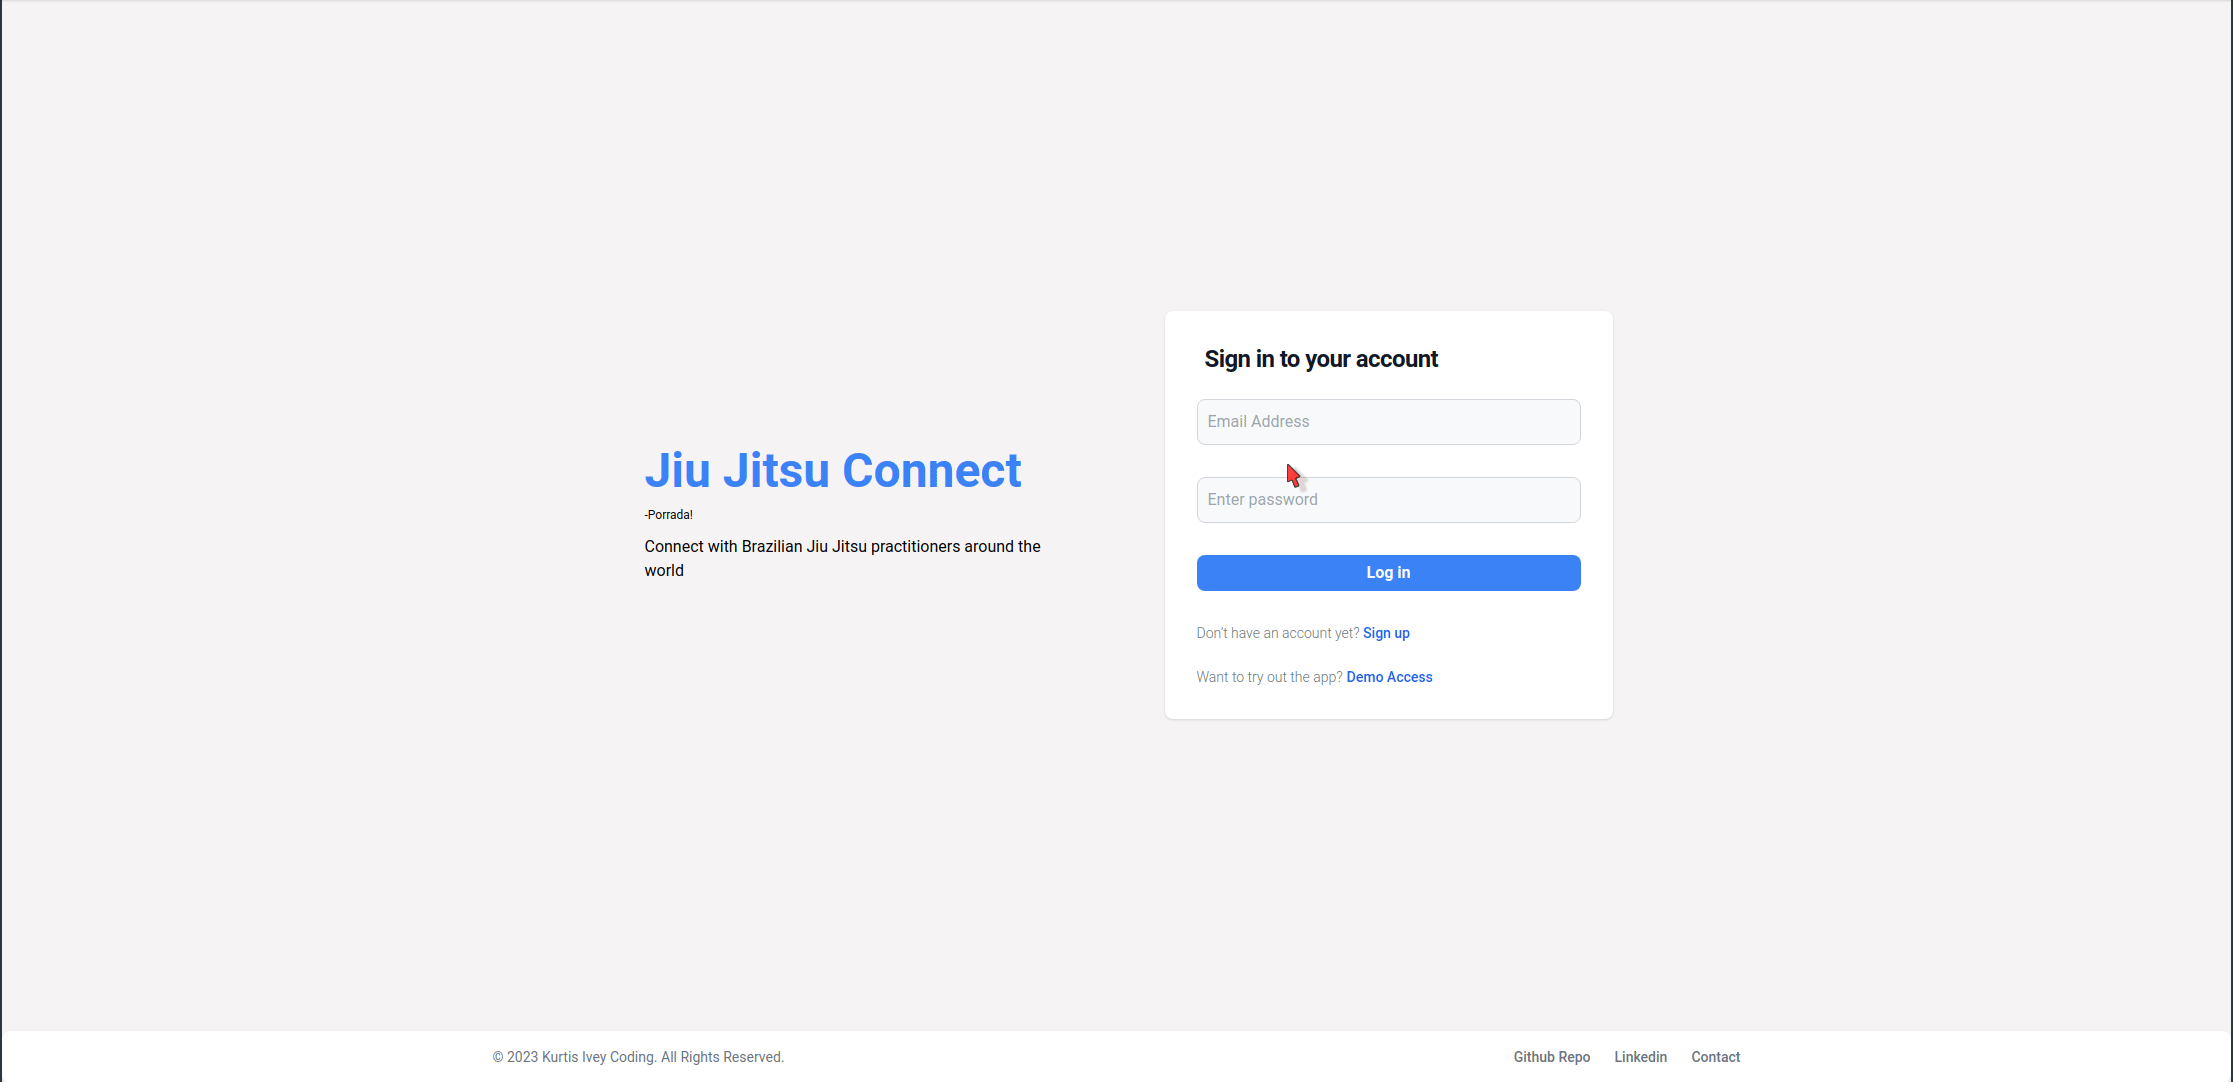 Jiu Jitsu Connect
-Porrada!
Connect with Brazilian Jiu Jitsu practitioners around the
world
Sign in to your account
Email Address
Enter password
Log in
Don't have an account yet? Sign up
Want to try out the app? Demo Access
© 2023 Kurtis Ivey Coding. All Rights Reserved.
Github Repo Linkedin Contact